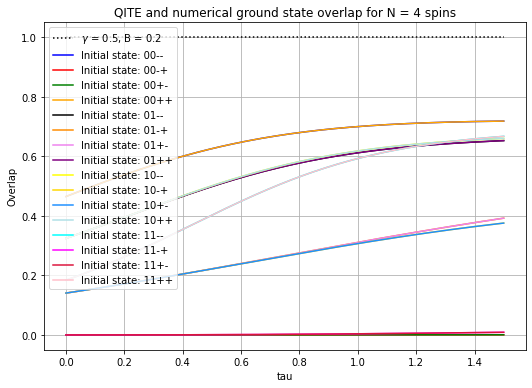 QITE and numerical ground state overlap for N = 4 spins
1.0
0.8
0.6
0.4
0.2
0.0
Overlap
γ = 0.5, B = 0.2
Initial state: 00--
Initial state: 00-+
Initial state: 00+-
Initial state: 00++
Initial state: 01--
Initial state: 01-+
Initial state: 01+-
Initial state: 01++
Initial state: 10--
Initial state: 10-+
Initial state: 10+-
Initial state: 10++
Initial state: 11--
Initial state: 11-+
Initial state: 11+-
Initial state: 11++
0.0 0.2 0.4 0.6 0.8 1.0 1.2 1.4
tau